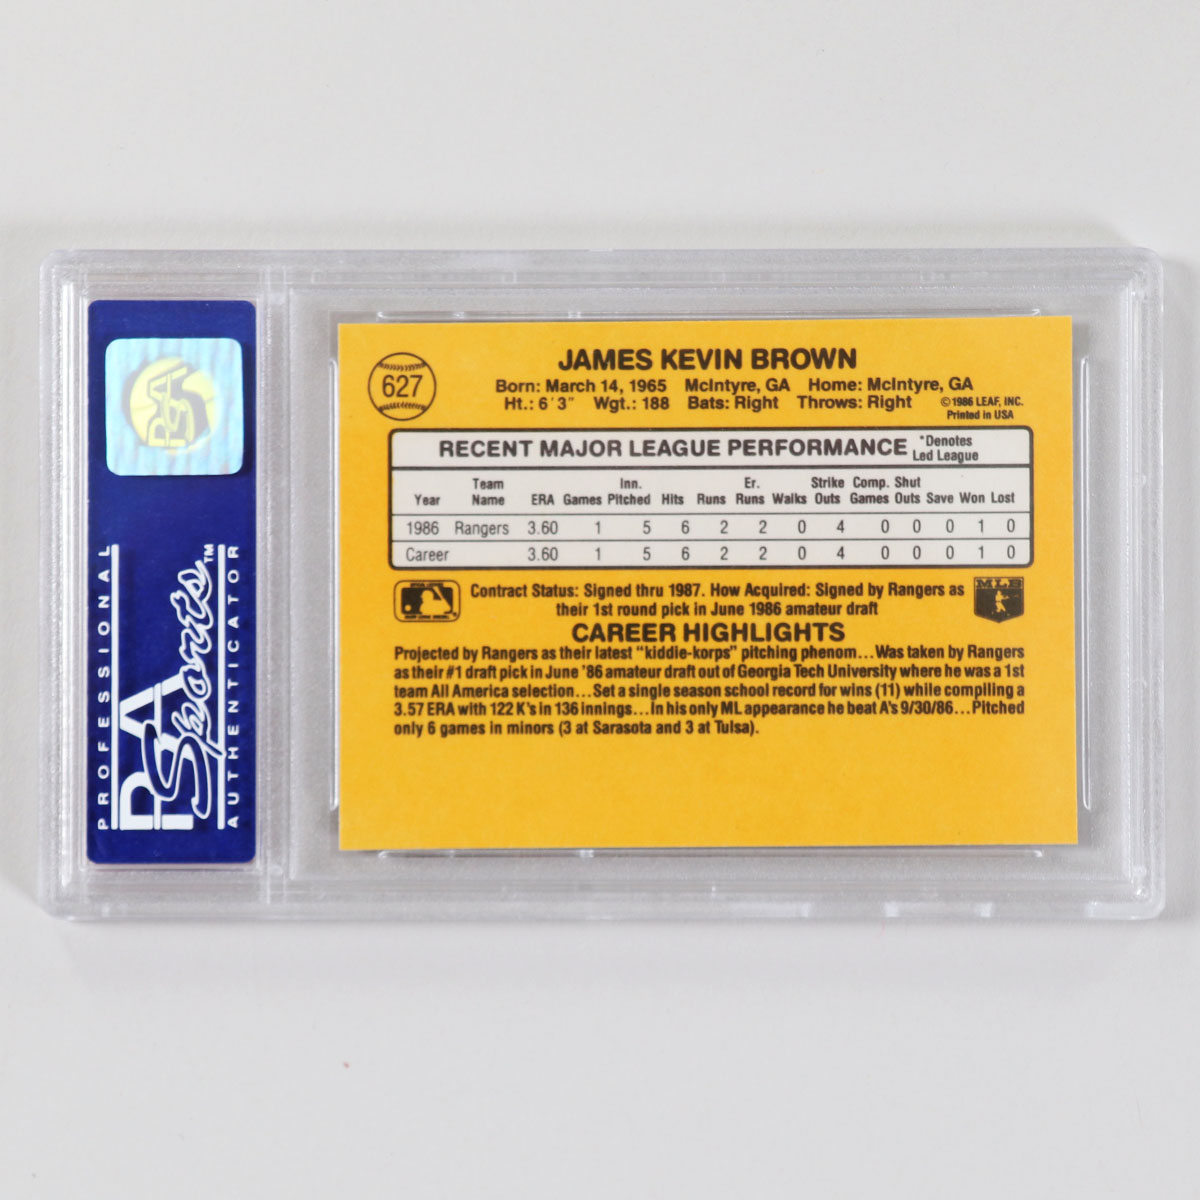 PROFESSIONAL
PSA
Sports™
AUTHENTICATOR
PSA
627
JAMES KEVIN BROWN
Born: March 14, 1965 McIntyre, GA Home: McIntyre, GA
Ht.: 6'3" Wgt.: 188 Bats: Right Throws: Right
©1986 LEAF, INC.
Printed in USA
RECENT MAJOR LEAGUE PERFORMANCE *Denotes Led League
Year Team Name ERA Games Inn. Pitched Hits Runs Er. Runs Walks Strike Outs Comp. Games Shut Outs Save Won Lost
1986 Rangers 3.60 1 5 6 2 2 0 4 0 0 0 1 0
Career 3.60 1 5 6 2 2 0 4 0 0 0 1 0
Contract Status: Signed thru 1987. How Acquired: Signed by Rangers as
their 1st round pick in June 1986 amateur draft
MLB
CAREER HIGHLIGHTS
Projected by Rangers as their latest "kiddie-korps" pitching phenom...Was taken by Rangers
as their #1 draft pick in June '86 amateur draft out of Georgia Tech University where he was a 1st
team All America selection...Set a single season school record for wins (11) while compiling a
3.57 ERA with 122 K's in 136 innings...In his only ML appearance he beat A's 9/30/86...Pitched
only 6 games in minors (3 at Sarasota and 3 at Tulsa).